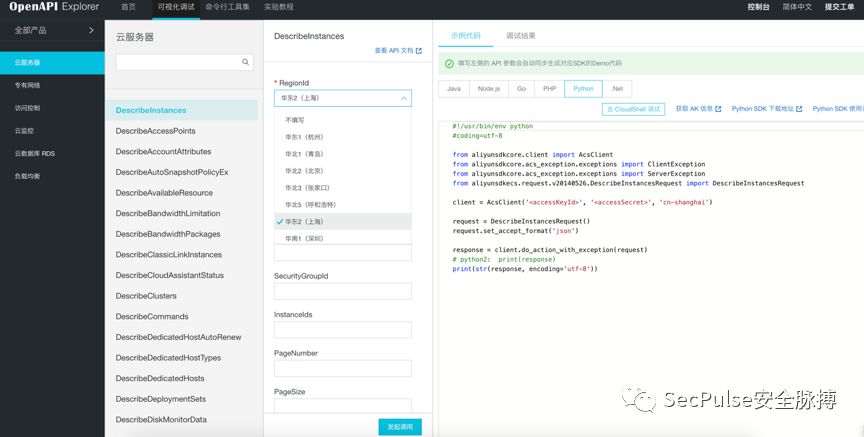 OpenAPI Explorer 首页 可视化调试 命令行工具集 实验教程 控制台 简体中文 提交工单
全部产品
云服务器
专有网络
访问控制
云监控
云数据库 RDS
负载均衡
云服务器
DescribeInstances
DescribeAccessPoints
DescribeAccountAttributes
DescribeAutoSnapshotPolicyEx
DescribeAvailableResource
DescribeBandwidthLimitation
DescribeBandwidthPackages
DescribeClassicLinkInstances
DescribeCloudAssistantStatus
DescribeClusters
DescribeCommands
DescribeDedicatedHostAutoRenew
DescribeDedicatedHostTypes
DescribeDedicatedHosts
DescribeDeploymentSets
DescribeDiskMonitorData
DescribeInstances
查看 API 文档
* RegionId
华东2（上海）
不填写
华东1（杭州）
华北1（青岛）
华北2（北京）
华北3（张家口）
华北5（呼和浩特）
华东2（上海）
华南1（深圳）
SecurityGroupId
InstanceIds
PageNumber
PageSize
发起调用
示例代码 调试结果
填写左侧的 API 参数会自动同步生成对应SDK的Demo代码
Java Node.js Go PHP Python .Net
去 CloudShell 调试 获取 AK 信息 Python SDK 下载地址 Python SDK 使用
#!/usr/bin/env python
#coding=utf-8
from aliyunsdkcore.client import AcsClient
from aliyunsdkcore.acs_exception.exceptions import ClientException
from aliyunsdkcore.acs_exception.exceptions import ServerException
from aliyunsdkecs.request.v20140526.DescribeInstancesRequest import DescribeInstancesRequest
client = AcsClient('<accessKeyId>', '<accessSecret>', 'cn-shanghai')
request = DescribeInstancesRequest()
request.set_accept_format('json')
response = client.do_action_with_exception(request)
# python2: print(response)
print(str(response, encoding='utf-8'))
SecPulse安全脉搏